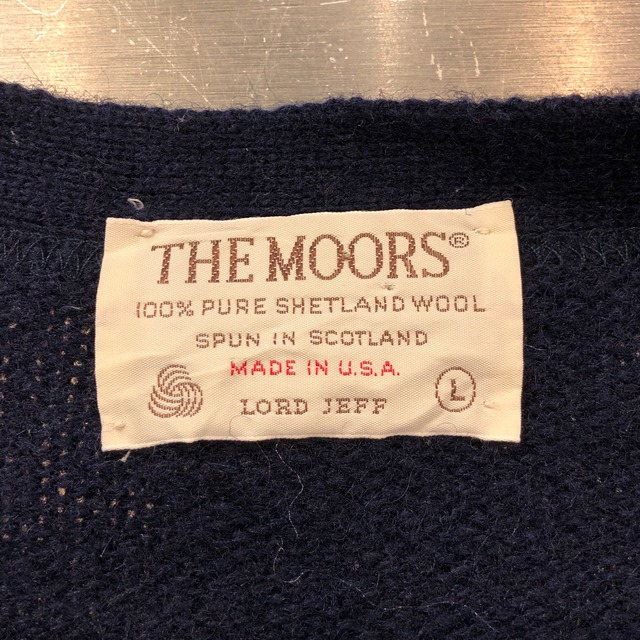 THE MOORS®
100% PURE SHETLAND WOOL
SPUN IN SCOTLAND
MADE IN U.S.A.
LORD JEFF
L